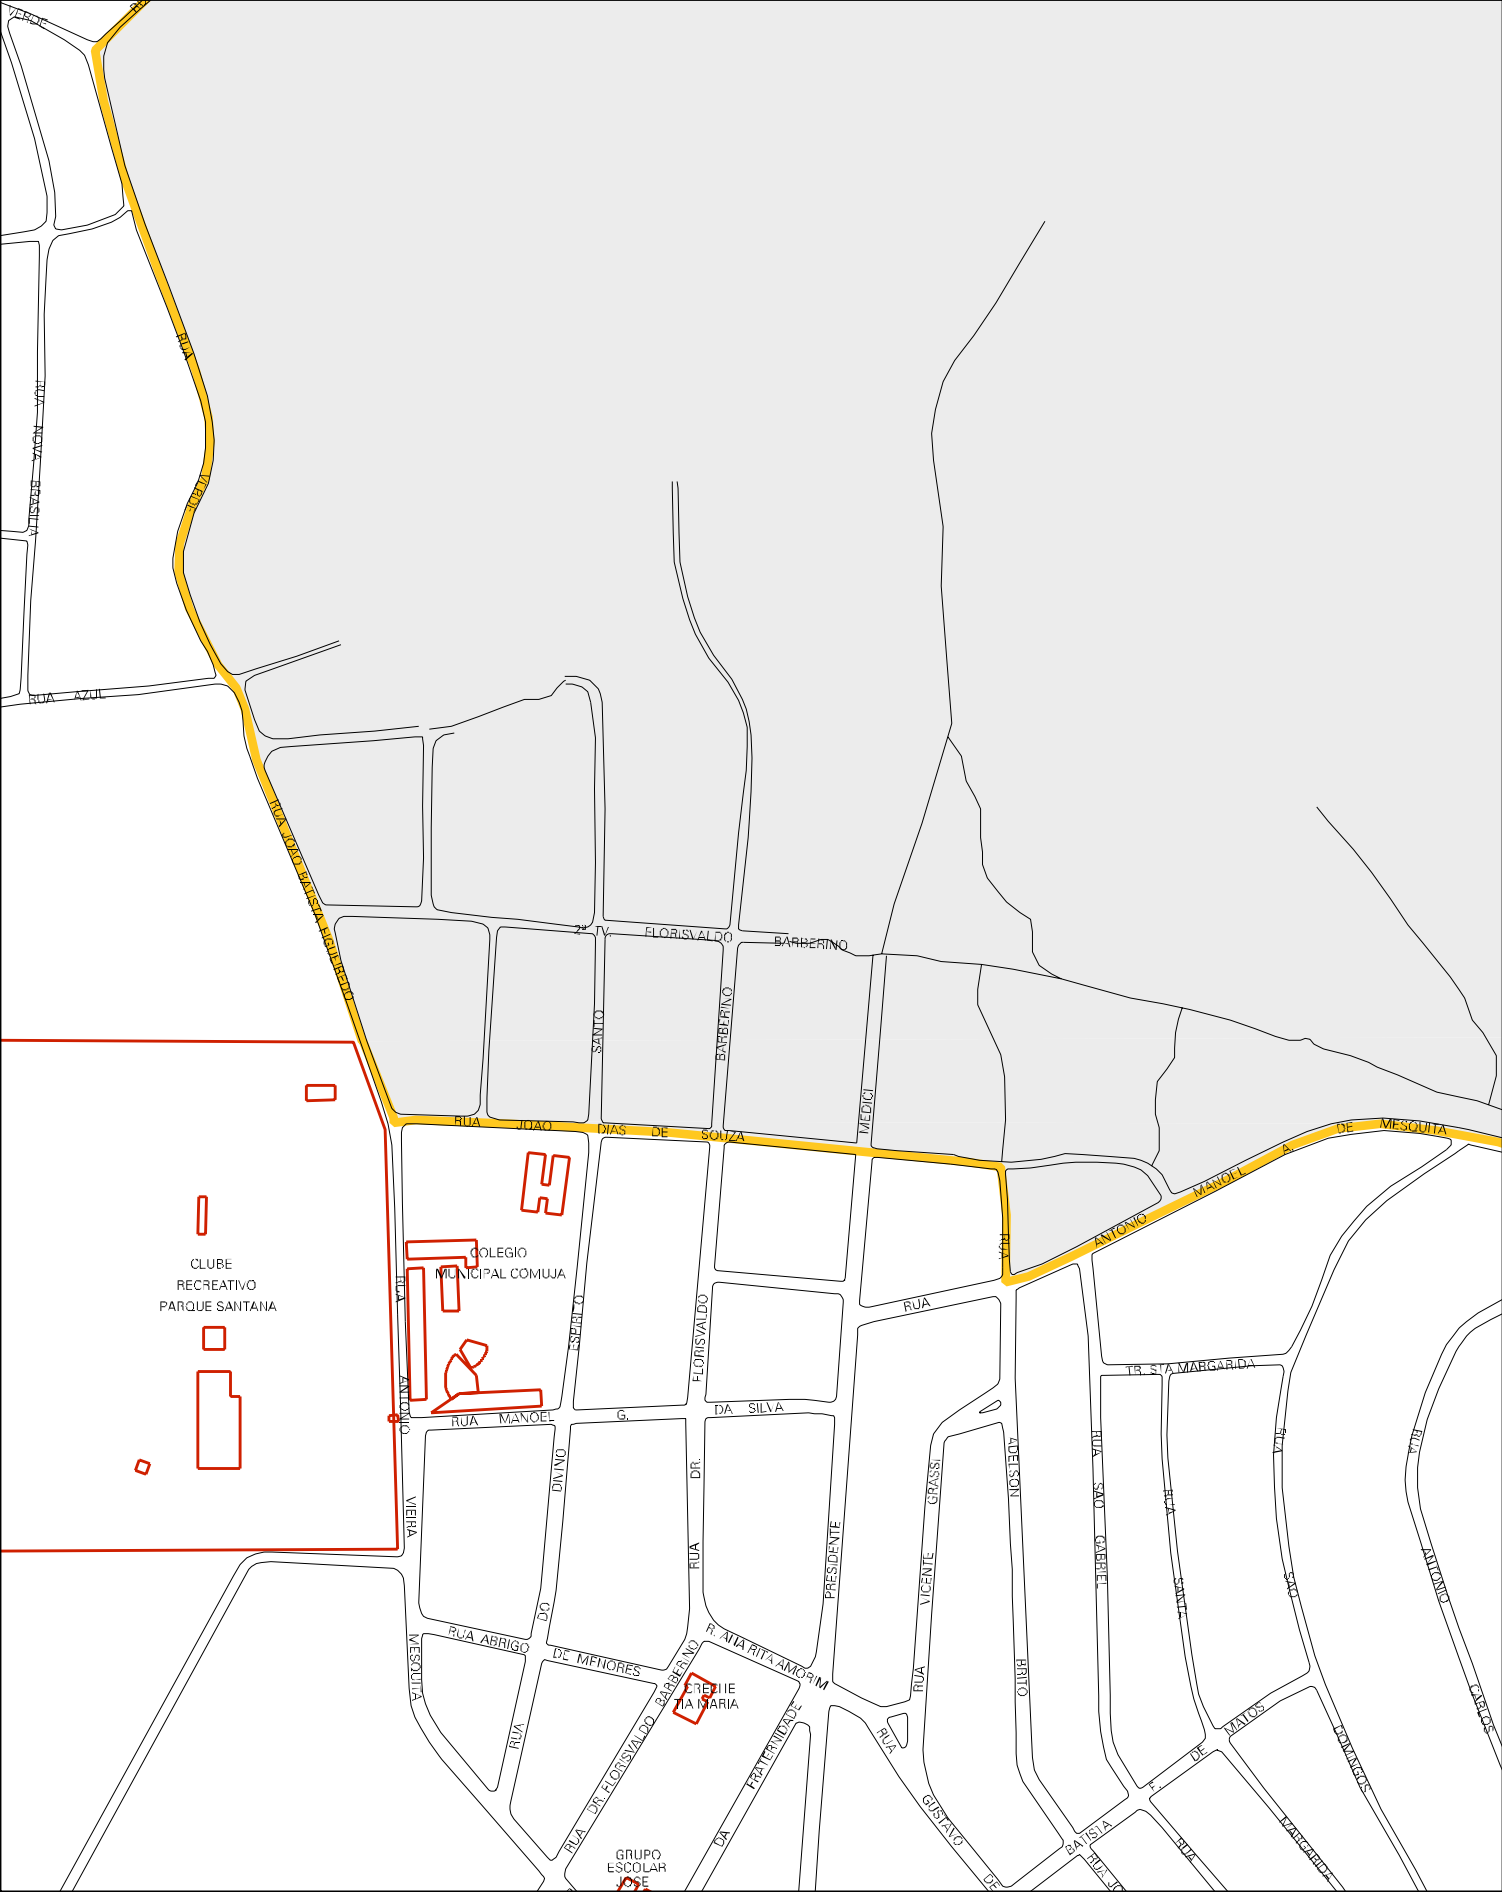 VERDE
RUA
VERDE
RUA NOVA BRASILIA
RUA AZUL
RUA JOAO BATISTA FIGUEIREDO
2ª TV. FLORISVALDO BARBERINO
SANTO
BARBERINO
MEDICI
RUA JOAO DIAS DE SOUZA
RUA ANTONIO MANOEL A. DE MESQUITA
CLUBE
RECREATIVO
PARQUE SANTANA
COLEGIO
MUNICIPAL COMUJA
RUA
ANTONIO
VIEIRA
MESQUITA
ESPIRITO
FLORISVALDO
RUA
TR. STA MARGARIDA
RUA MANOEL G. DA SILVA
DIVINO
DR.
RUA
PRESIDENTE
GRASSI
VICENTE
RUA
ADELSON
BRITO
RUA SAO GABRIEL
RUA
SANTA
RUA
SAO
DOMINGOS
RUA
ANTONIO
CARLOS
DO
RUA
RUA ABRIGO DE MENORES
R. ANA RITA AMORIM
CRECHE
TIA MARIA
RUA DR. FLORISVALDO BARBERINO
DA FRATERNIDADE
RUA
GUSTAVO
DE
BATISTA
F.
DE MATOS
RUA
MARGARIDA
GRUPO
ESCOLAR
JOSE